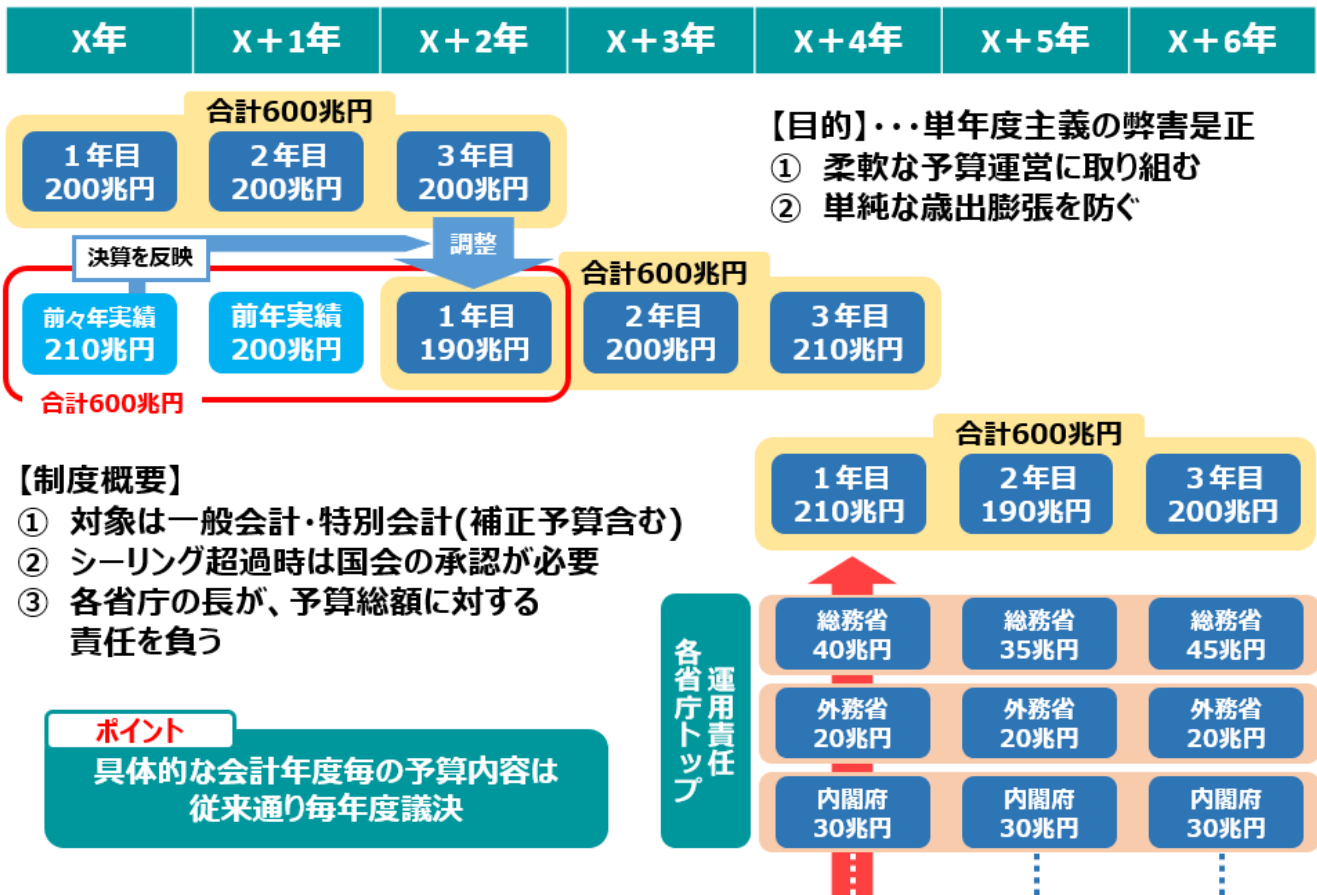 X年
X＋1年
X＋2年
X＋3年
X＋4年
X＋5年
X＋6年
合計600兆円
１年目
200兆円
２年目
200兆円
３年目
200兆円
【目的】・・・単年度主義の弊害是正
① 柔軟な予算運営に取り組む
② 単純な歳出膨張を防ぐ
決算を反映
調整
前々年実績
210兆円
前年実績
200兆円
合計600兆円
１年目
190兆円
２年目
200兆円
３年目
210兆円
合計600兆円
【制度概要】
① 対象は一般会計・特別会計(補正予算含む)
② シーリング超過時は国会の承認が必要
③ 各省庁の長が、予算総額に対する
責任を負う
ポイント
具体的な会計年度毎の予算内容は
従来通り毎年度議決
合計600兆円
１年目
210兆円
２年目
190兆円
３年目
200兆円
各省庁トップ
運用責任
総務省
40兆円
総務省
35兆円
総務省
45兆円
外務省
20兆円
外務省
20兆円
外務省
20兆円
内閣府
30兆円
内閣府
30兆円
内閣府
30兆円